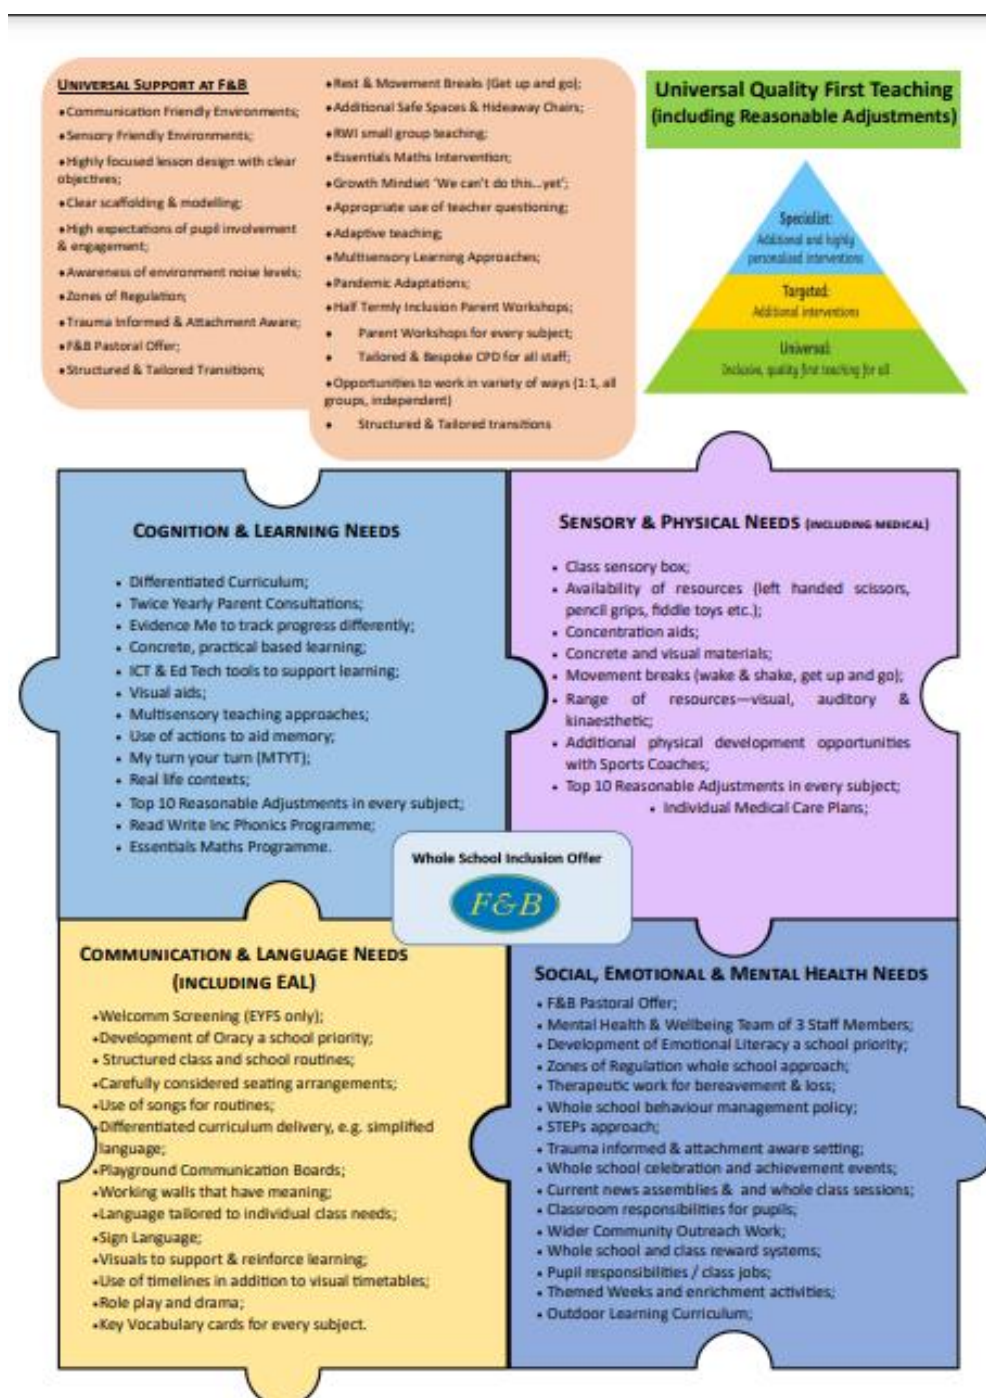 UNIVERSAL SUPPORT AT F&B
•Communication Friendly Environments;
•Sensory Friendly Environments;
•Highly focused lesson design with clear
objectives;
•Clear scaffolding & modelling;
•High expectations of pupil involvement
& engagement;
•Awareness of environment noise levels;
•Zones of Regulation;
•Trauma Informed & Attachment Aware;
•F&B Pastoral Offer;
•Structured & Tailored Transitions;
•Rest & Movement Breaks (Get up and go);
•Additional Safe Spaces & Hideaway Chairs;
•RWI small group teaching;
•Essentials Maths Intervention;
•Growth Mindset 'We can't do this...yet';
•Appropriate use of teacher questioning;
•Adaptive teaching;
•Multisensory Learning Approaches;
•Pandemic Adaptations;
•Half Termly Inclusion Parent Workshops;
• Parent Workshops for every subject;
• Tailored & Bespoke CPD for all staff;
•Opportunities to work in variety of ways (1:1, all
groups, independent)
• Structured & Tailored transitions
Universal Quality First Teaching
(including Reasonable Adjustments)
Specialist:
Additional and highly
personalised interventions
Targeted:
Additional interventions
Universal:
Inclusive, quality first teaching for all
COGNITION & LEARNING NEEDS
• Differentiated Curriculum;
• Twice Yearly Parent Consultations;
• Evidence Me to track progress differently;
• Concrete, practical based learning;
• ICT & Ed Tech tools to support learning;
• Visual aids;
• Multisensory teaching approaches;
• Use of actions to aid memory;
• My turn your turn (MTYT);
• Real life contexts;
• Top 10 Reasonable Adjustments in every subject;
• Read Write Inc Phonics Programme;
• Essentials Maths Programme.
SENSORY & PHYSICAL NEEDS (INCLUDING MEDICAL)
• Class sensory box;
• Availability of resources (left handed scissors,
pencil grips, fiddle toys etc.);
• Concentration aids;
• Concrete and visual materials;
• Movement breaks (wake & shake, get up and go);
• Range of resources—visual, auditory &
kinaesthetic;
• Additional physical development opportunities
with Sports Coaches;
• Top 10 Reasonable Adjustments in every subject;
• Individual Medical Care Plans;
Whole School Inclusion Offer
F&B
COMMUNICATION & LANGUAGE NEEDS
(INCLUDING EAL)
•Welcomm Screening (EYFS only);
•Development of Oracy a school priority;
• Structured class and school routines;
•Carefully considered seating arrangements;
•Use of songs for routines;
•Differentiated curriculum delivery, e.g. simplified
language;
•Playground Communication Boards;
•Working walls that have meaning;
•Language tailored to individual class needs;
•Sign Language;
•Visuals to support & reinforce learning;
•Use of timelines in addition to visual timetables;
•Role play and drama;
•Key Vocabulary cards for every subject.
SOCIAL, EMOTIONAL & MENTAL HEALTH NEEDS
• F&B Pastoral Offer;
• Mental Health & Wellbeing Team of 3 Staff Members;
• Development of Emotional Literacy a school priority;
• Zones of Regulation whole school approach;
• Therapeutic work for bereavement & loss;
• Whole school behaviour management policy;
• STEPs approach;
• Trauma informed & attachment aware setting;
• Whole school celebration and achievement events;
• Current news assemblies & and whole class sessions;
• Classroom responsibilities for pupils;
• Wider Community Outreach Work;
• Whole school and class reward systems;
• Pupil responsibilities / class jobs;
• Themed Weeks and enrichment activities;
• Outdoor Learning Curriculum;